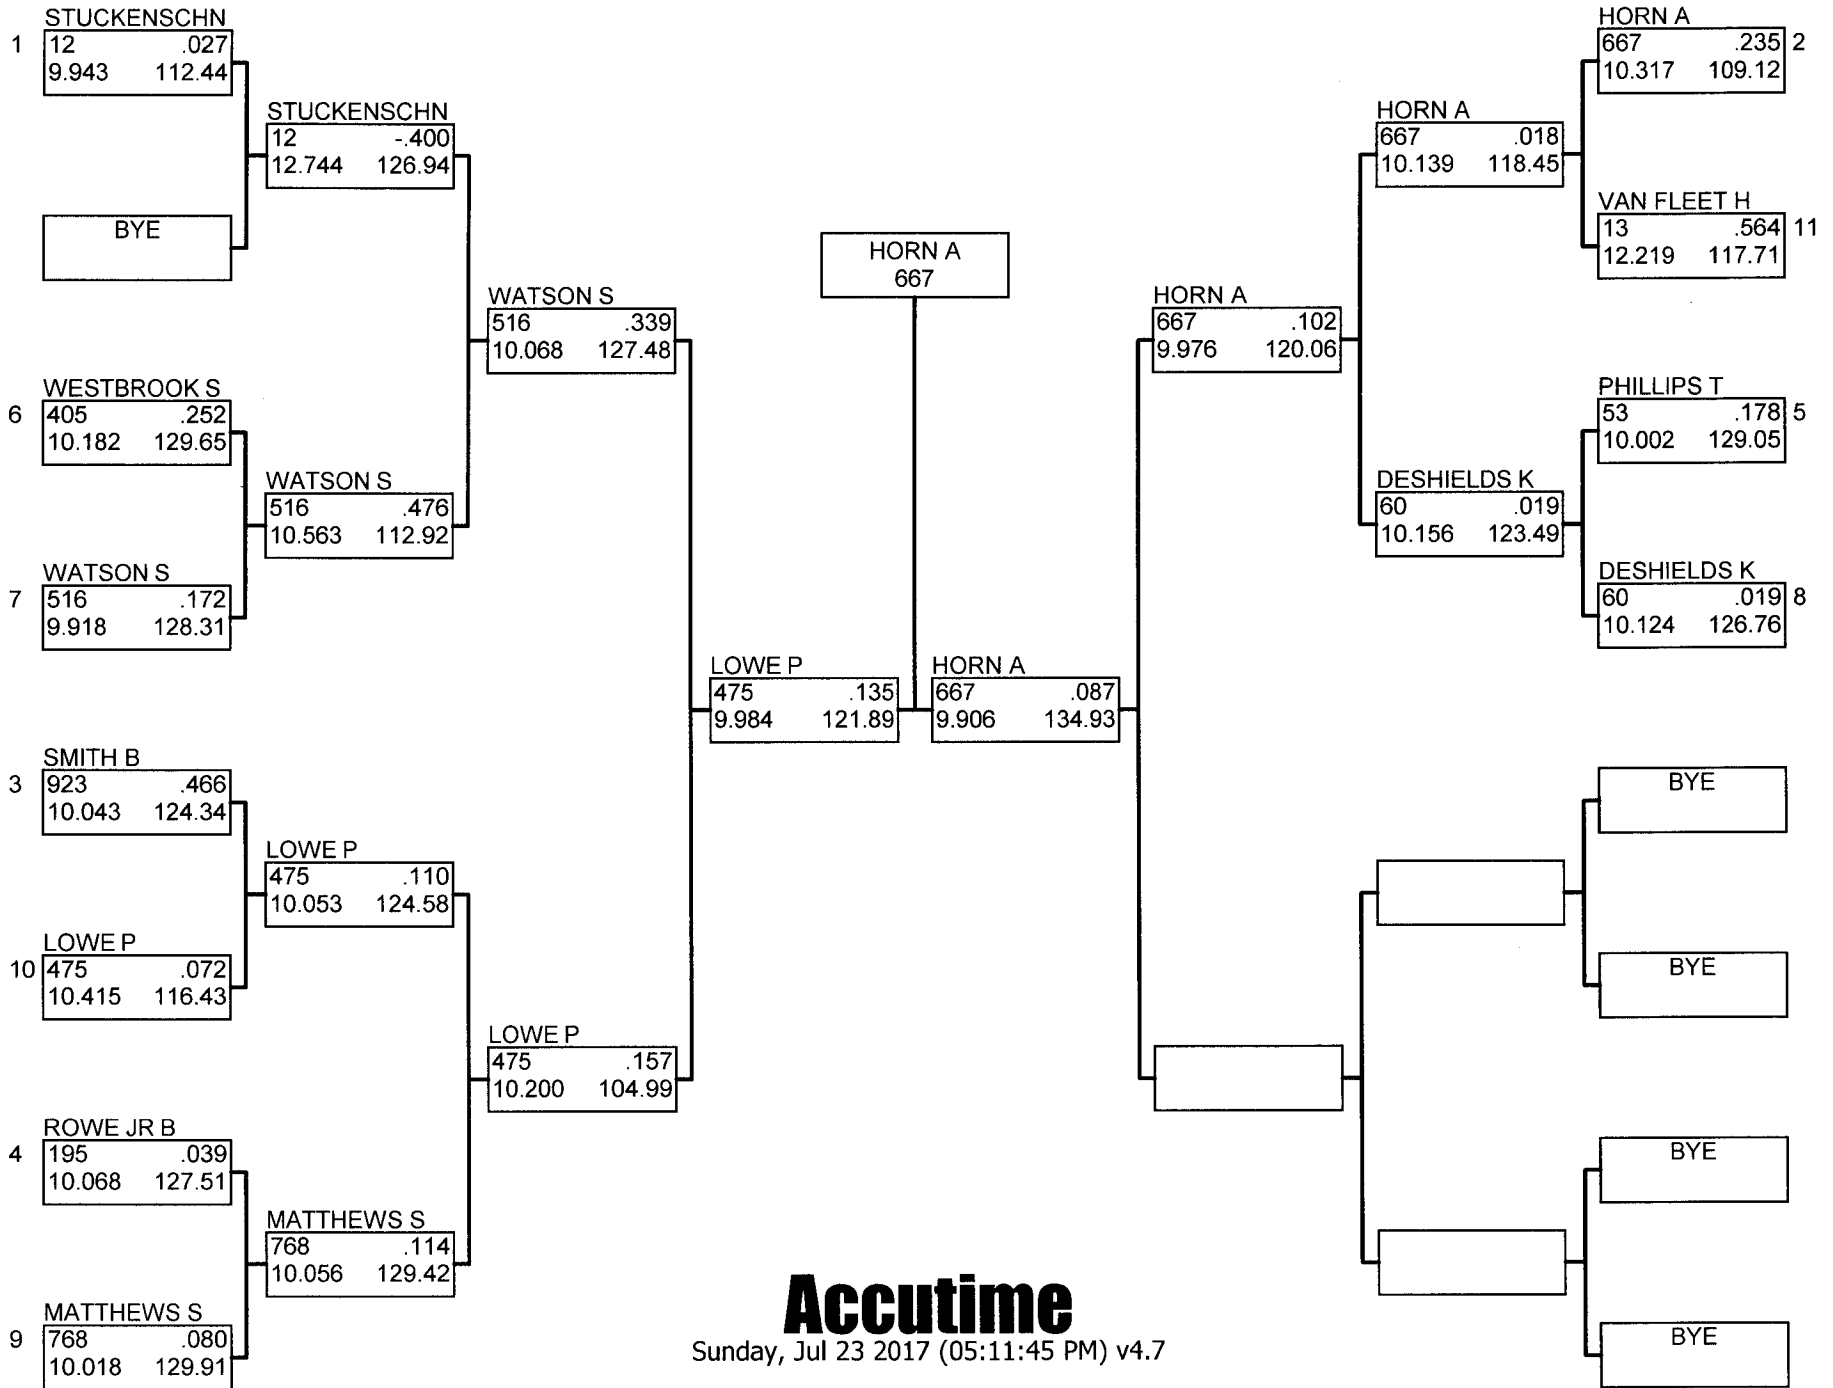 STUCKENSCHN
1 12 .027
9.943 112.44
BYE
WESTBROOK S
6 405 .252
10.182 129.65
WATSON S
7 516 .172
9.918 128.31
SMITH B
3 923 .466
10.043 124.34
LOWE P
10 475 .072
10.415 116.43
ROWE JR B
4 195 .039
10.068 127.51
MATTHEWS S
9 768 .080
10.018 129.91
STUCKENSCHN
12 -.400
12.744 126.94
WATSON S
516 .476
10.563 112.92
LOWE P
475 .110
10.053 124.58
MATTHEWS S
768 .114
10.056 129.42
WATSON S
516 .339
10.068 127.48
LOWE P
475 .157
10.200 104.99
LOWE P
475 .135
9.984 121.89
HORN A
667
HORN A
667 .087
9.906 134.93
HORN A
667 .102
9.976 120.06
HORN A
667 .018
10.139 118.45
DESHIELDS K
60 .019
10.156 123.49
HORN A
667 .235 2
10.317 109.12
VAN FLEET H
13 .564 11
12.219 117.71
PHILLIPS T
53 .178 5
10.002 129.05
DESHIELDS K
60 .019 8
10.124 126.76
BYE
BYE
BYE
BYE
Accutime
Sunday, Jul 23 2017 (05:11:45 PM) v4.7